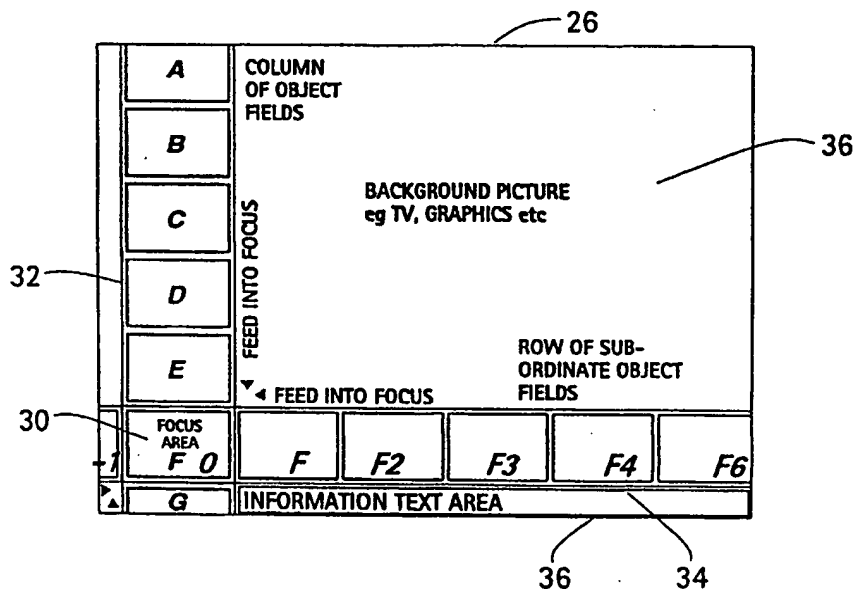 26
A
COLUMN
OF OBJECT
FIELDS
B
36
BACKGROUND PICTURE
eg TV, GRAPHICS etc
C
FEED INTO FOCUS
32
D
E
ROW OF SUB-
ORDINATE OBJECT
FIELDS
FEED INTO FOCUS
30
FOCUS
AREA
-1
F 0
F
F2
F3
F4
F6
G
INFORMATION TEXT AREA
36
34